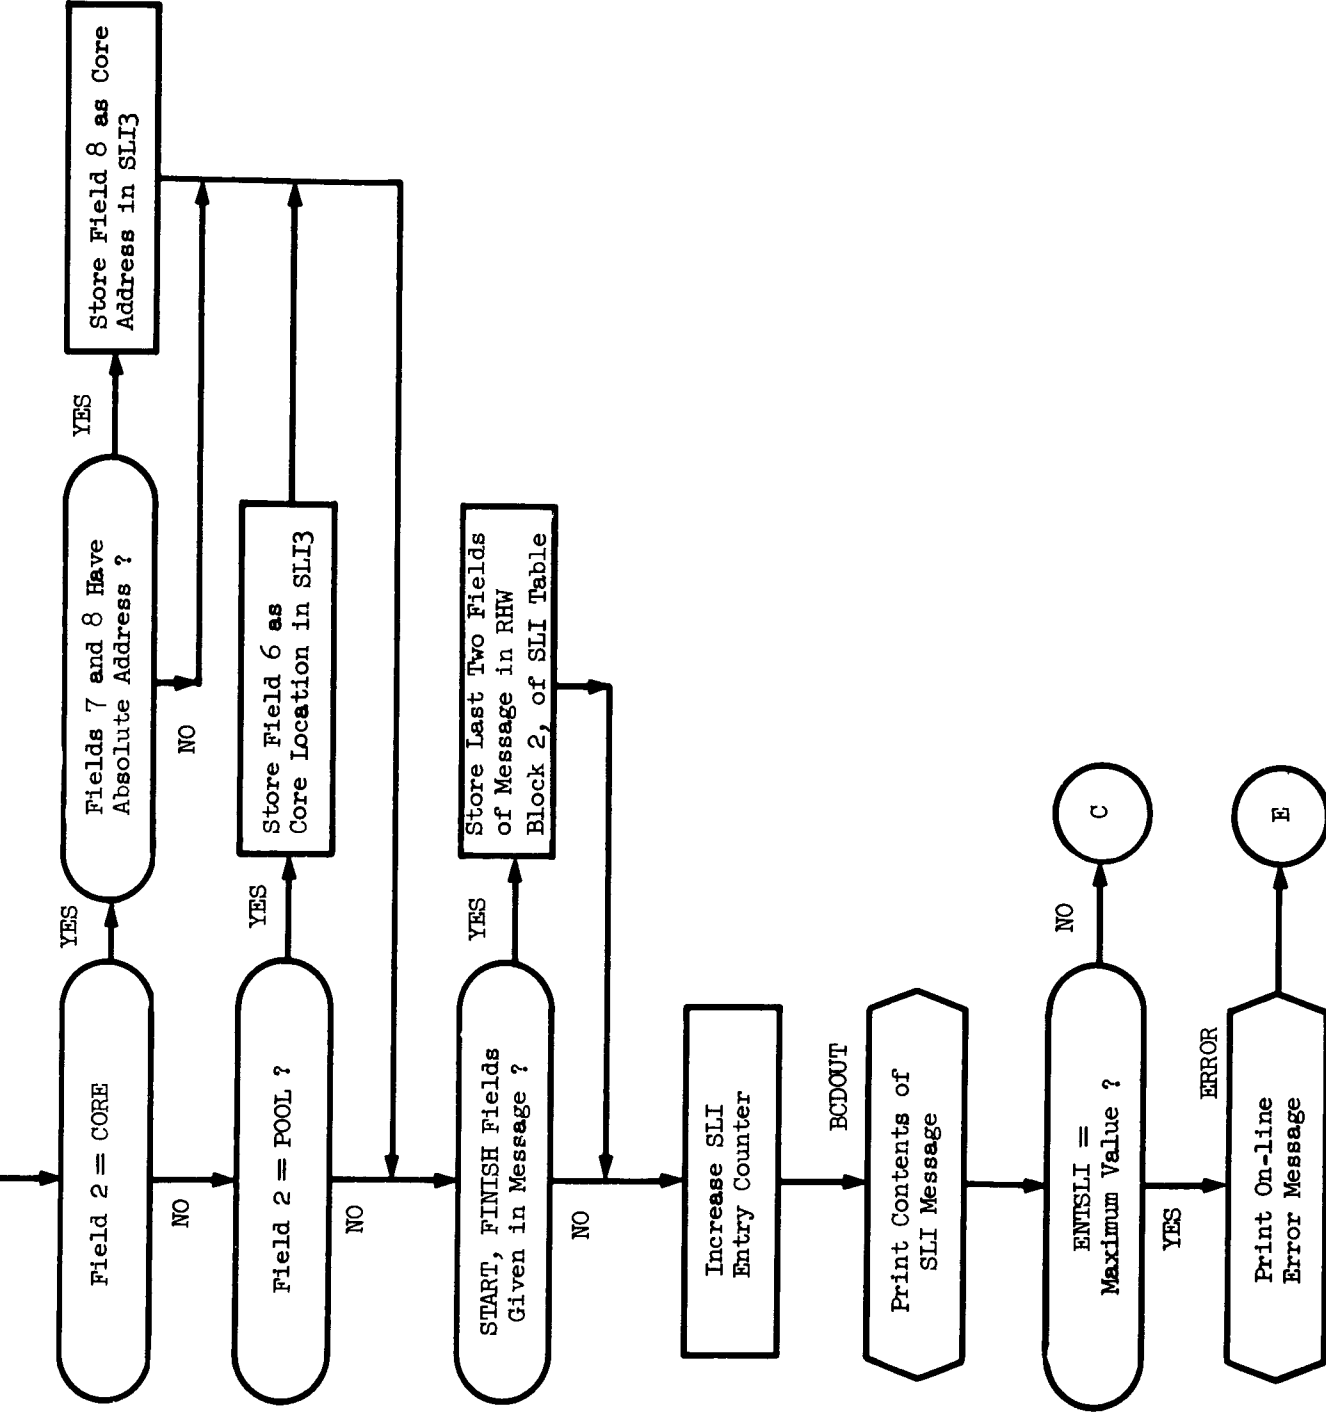 Field 2 = CORE
YES
Fields 7 and 8 Have
Absolute Address ?
YES
Store Field 8 as Core
Address in SLI3
NO
NO
Field 2 = POOL ?
YES
Store Field 6 as
Core Location in SLI3
NO
START, FINISH Fields
Given in Message ?
YES
Store Last Two Fields
of Message in RHW
Block 2, of SLI Table
NO
Increase SLI
Entry Counter
BCDOUT
Print Contents of
SLI Message
ENTSLI =
Maximum Value ?
NO
C
YES
ERROR
Print On-line
Error Message
E